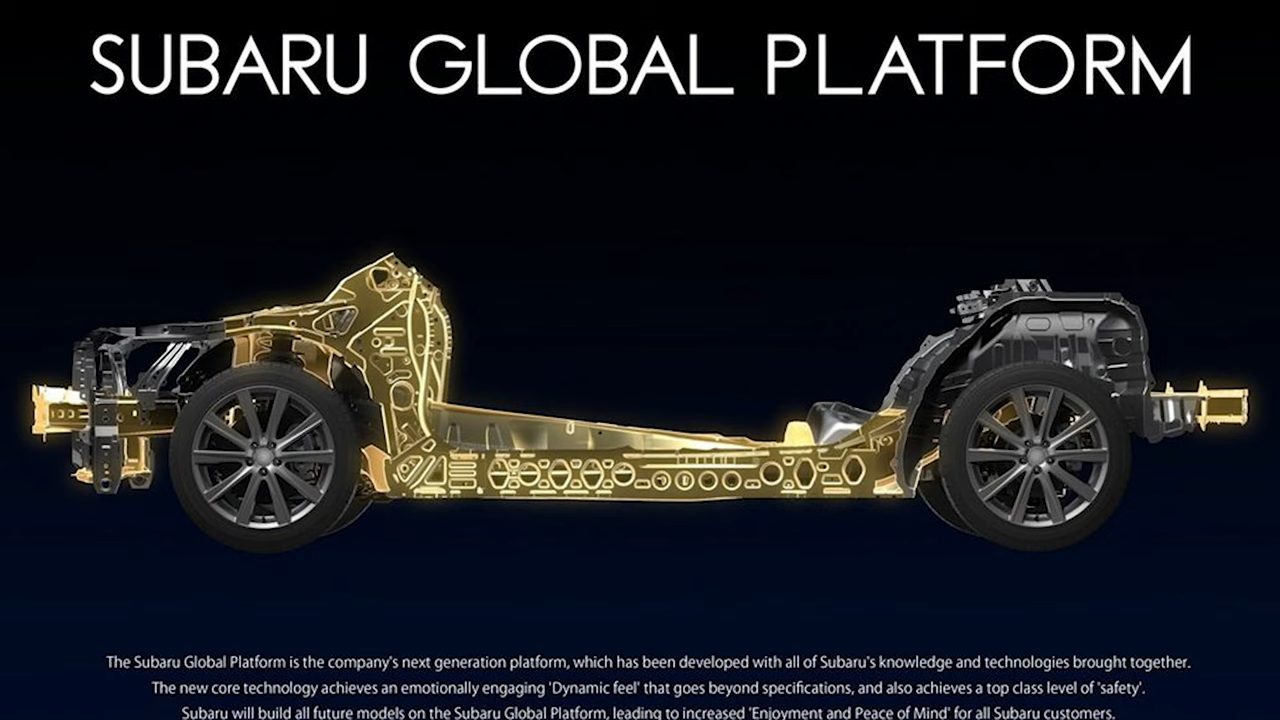 SUBARU GLOBAL PLATFORM
The Subaru Global Platform is the company's next generation platform, which has been developed with all of Subaru's knowledge and technologies brought together.
The new core technology achieves an emotionally engaging 'Dynamic feel' that goes beyond specifications, and also achieves a top class level of 'safety'.
Subaru will build all future models on the Subaru Global Platform, leading to increased 'Enjoyment and Peace of Mind' for all Subaru customers.